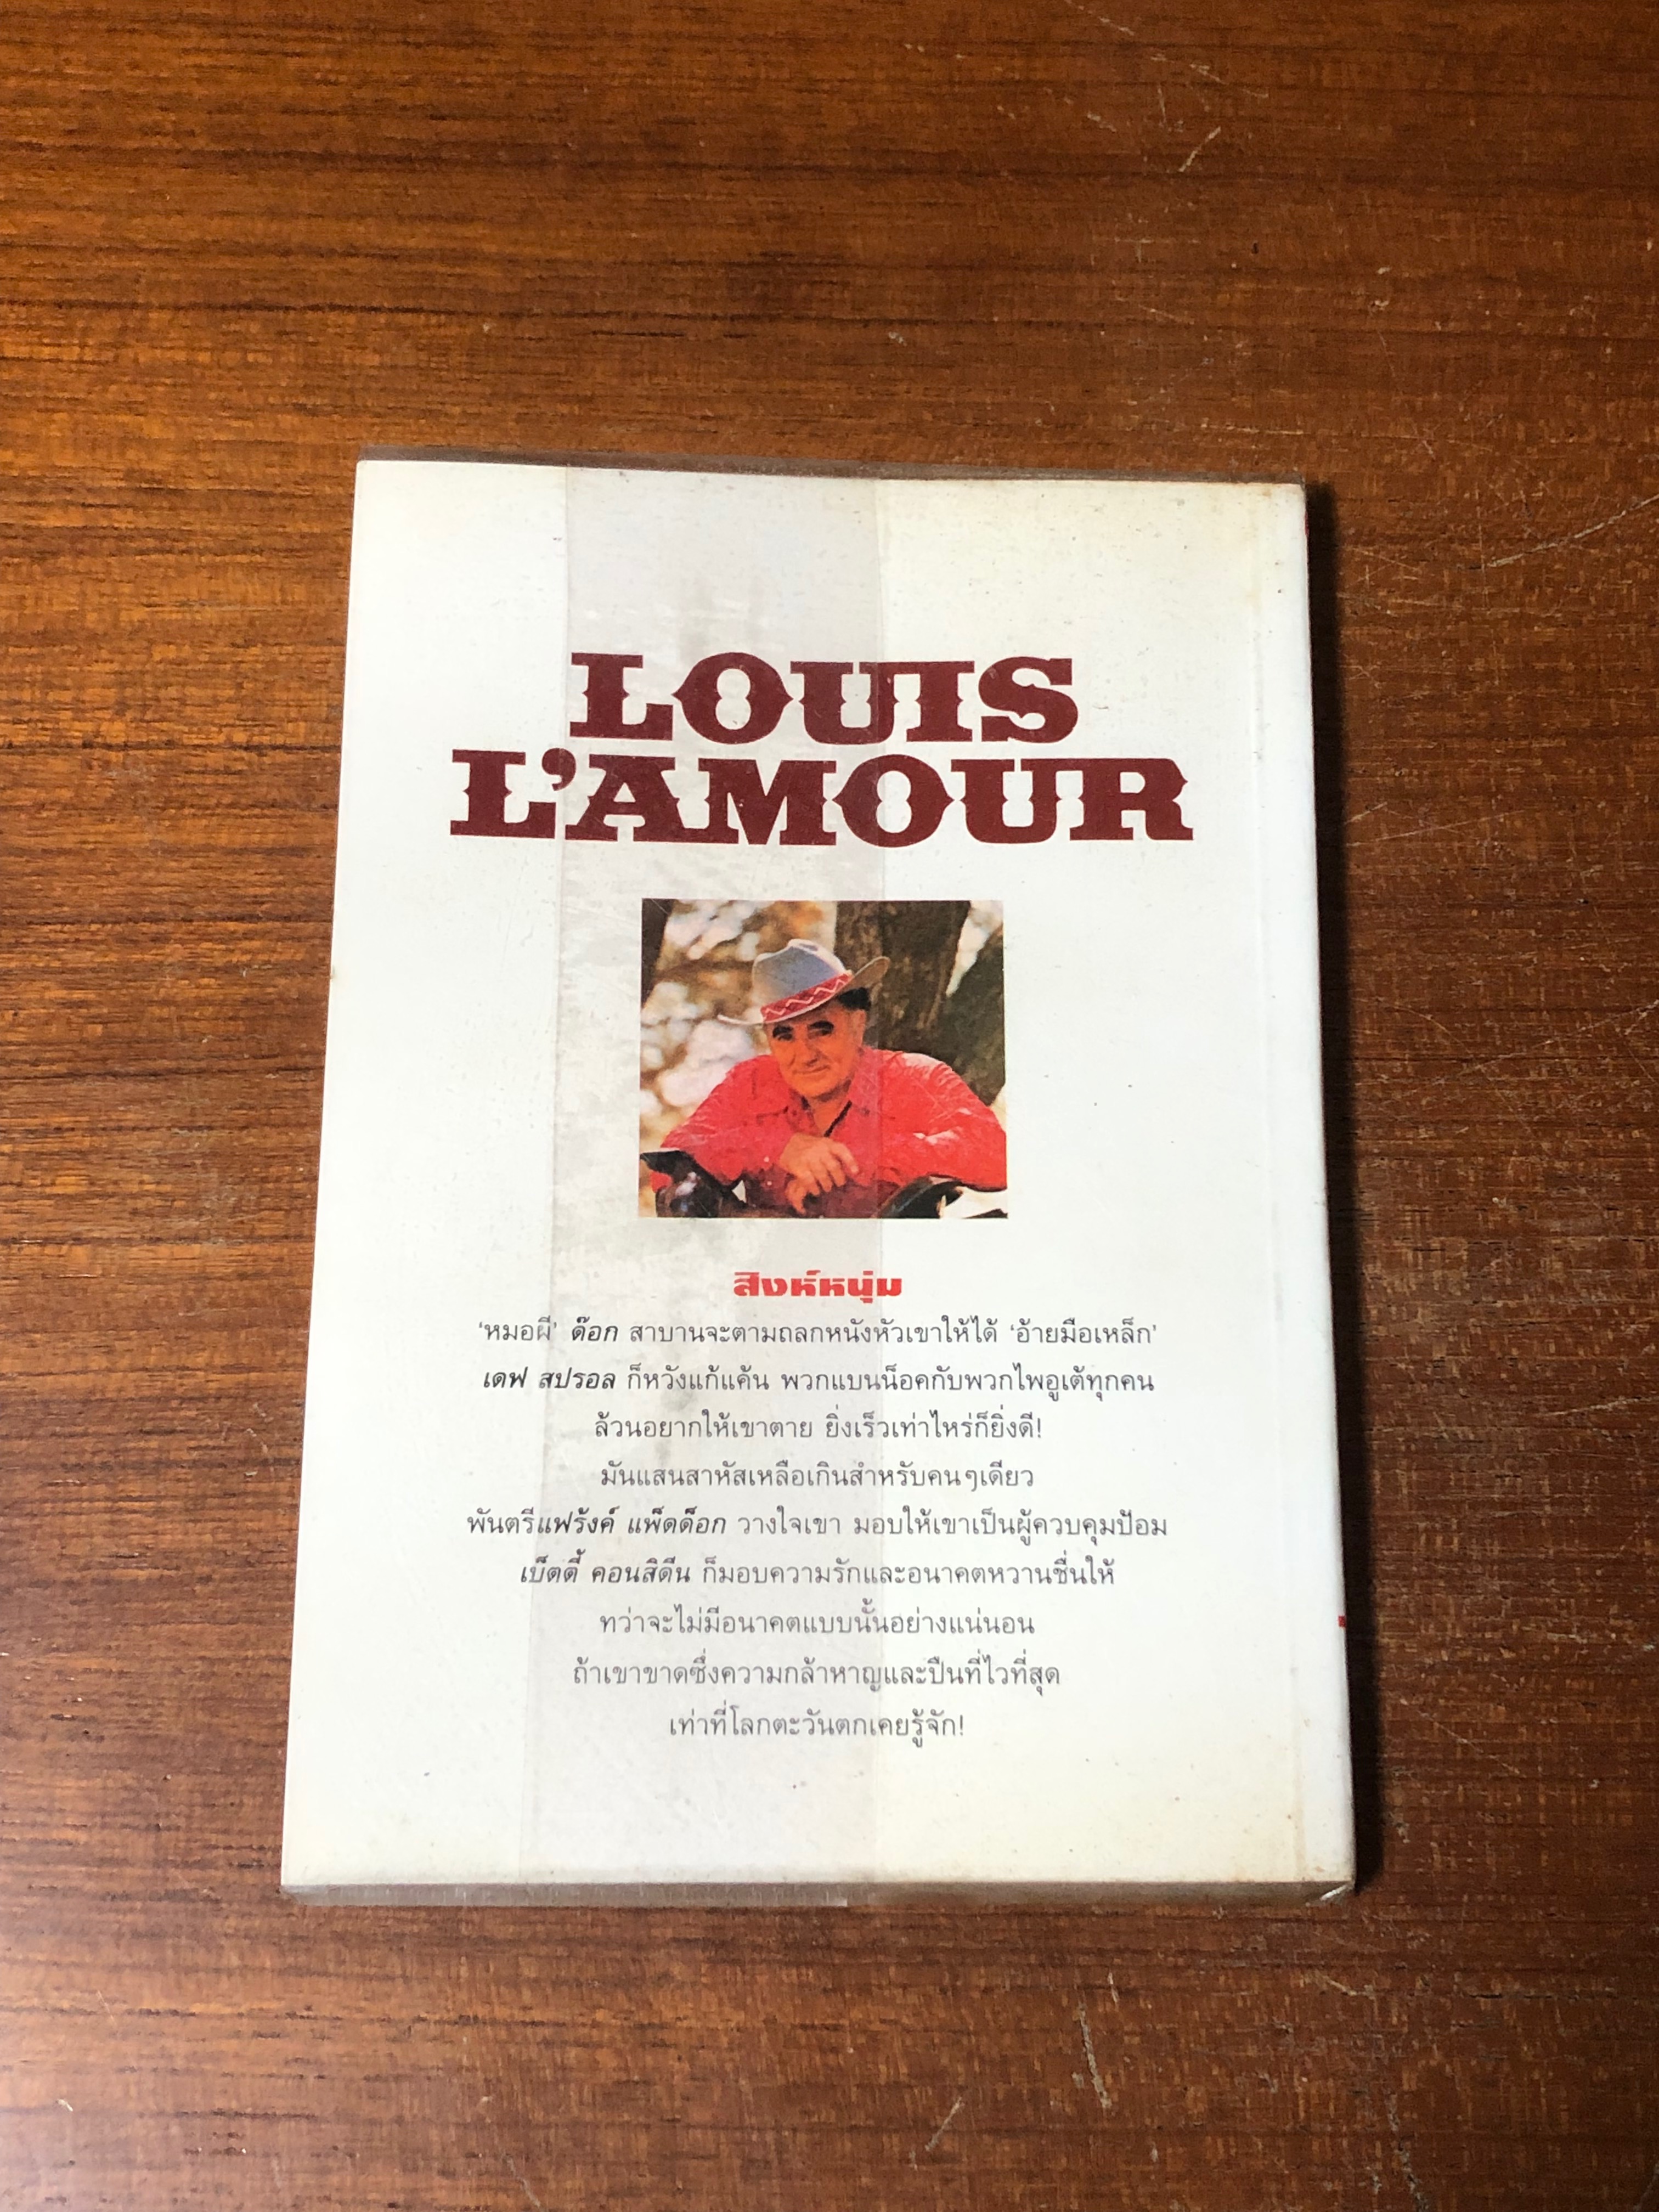 LOUIS
L'AMOUR
สิงห์หนุ่ม
'หมอผี' ด๊อก สาบานจะตามถลกหนังหัวเขาให้ได้ 'อ้ายมือเหล็ก'
เดฟ สปรอล ก็หวังแก้แค้น พวกแบนน็อคกับพวกไพอูเต้ทุกคน
ล้วนอยากให้เขาตาย ยิ่งเร็วเท่าไหร่ก็ยิ่งดี!
มันแสนสาหัสเหลือเกินสำหรับคนๆเดียว
พันตรีแฟร้งค์ แพ็ดด็อก วางใจเขา มอบให้เขาเป็นผู้ควบคุมป้อม
เบ็ตตี้ คอนสิดีน ก็มอบความรักและอนาคตหวานชื่นให้
ทว่าจะไม่มีอนาคตแบบนั้นอย่างแน่นอน
ถ้าเขาขาดซึ่งความกล้าหาญและปืนที่ไวที่สุด
เท่าที่โลกตะวันตกเคยรู้จัก!